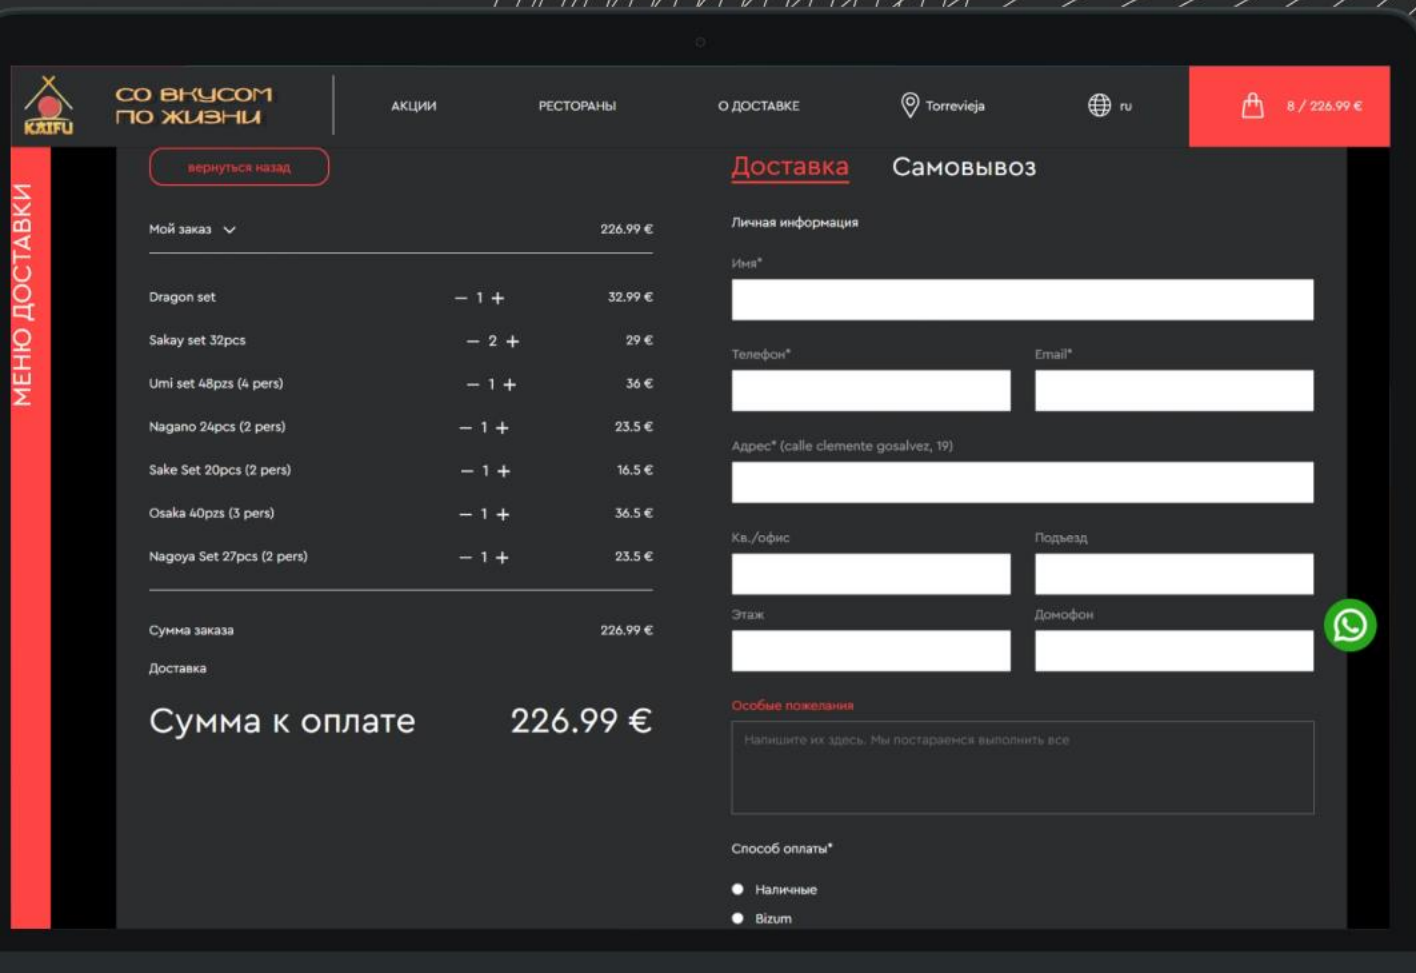 KAIFU
СО ВКУСОМ
ПО ЖИЗНИ
АКЦИИ
РЕСТОРАНЫ
О ДОСТАВКЕ
Torrevieja
ru
8 / 226.99 €
МЕНЮ ДОСТАВКИ
вернуться назад
Мой заказ 226.99 €
Dragon set — 1 + 32.99 €
Sakay set 32pcs — 2 + 29 €
Umi set 48pzs (4 pers) — 1 + 36 €
Nagano 24pcs (2 pers) — 1 + 23.5 €
Sake Set 20pcs (2 pers) — 1 + 16.5 €
Osaka 40pzs (3 pers) — 1 + 36.5 €
Nagoya Set 27pcs (2 pers) — 1 + 23.5 €
Сумма заказа 226.99 €
Доставка
Сумма к оплате 226.99 €
Доставка Самовывоз
Личная информация
Имя*
Телефон* Email*
Адрес* (calle clemente gosalvez, 19)
Кв./офис Подъезд
Этаж Домофон
Особые пожелания
Напишите их здесь. Мы постараемся выполнить все
Способ оплаты*
Наличные
Bizum